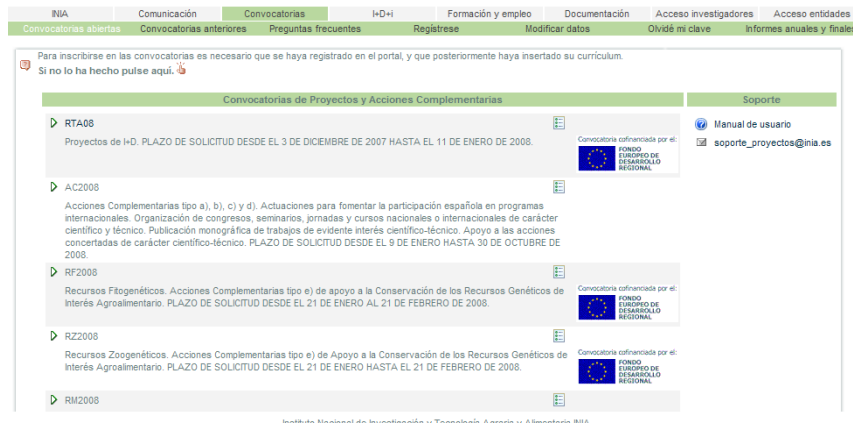 INIA Comunicación Convocatorias I+D+i Formación y empleo Documentación Acceso investigadores Acceso entidades
Convocatorias abiertas Convocatorias anteriores Preguntas frecuentes Regístrese Modificar datos Olvidé mi clave Informes anuales y finales
Para inscribirse en las convocatorias es necesario que se haya registrado en el portal, y que posteriormente haya insertado su currículum.
Si no lo ha hecho pulse aquí.
Convocatorias de Proyectos y Acciones Complementarias
Soporte
RTA08
Manual de usuario
Proyectos de I+D. PLAZO DE SOLICITUD DESDE EL 3 DE DICIEMBRE DE 2007 HASTA EL 11 DE ENERO DE 2008.
Convocatoria cofinanciada por el:
FONDO
EUROPEO DE
DESARROLLO
REGIONAL
soporte_proyectos@inia.es
AC2008
Acciones Complementarias tipo a), b), c) y d). Actuaciones para fomentar la participación española en programas
internacionales. Organización de congresos, seminarios, jornadas y cursos nacionales o internacionales de carácter
científico y técnico. Publicación monográfica de trabajos de evidente interés científico-técnico. Apoyo a las acciones
concertadas de carácter científico-técnico. PLAZO DE SOLICITUD DESDE EL 9 DE ENERO HASTA 30 DE OCTUBRE DE
2008.
RF2008
Recursos Fitogenéticos. Acciones Complementarias tipo e) de apoyo a la Conservación de los Recursos Genéticos de
Interés Agroalimentario. PLAZO DE SOLICITUD DESDE EL 21 DE ENERO AL 21 DE FEBRERO DE 2008.
Convocatoria cofinanciada por el:
FONDO
EUROPEO DE
DESARROLLO
REGIONAL
RZ2008
Recursos Zoogenéticos. Acciones Complementarias tipo e) de Apoyo a la Conservación de los Recursos Genéticos de
Interés Agroalimentario. PLAZO DE SOLICITUD DESDE EL 21 DE ENERO HASTA EL 21 DE FEBRERO DE 2008.
Convocatoria cofinanciada por el:
FONDO
EUROPEO DE
DESARROLLO
REGIONAL
RM2008
Instituto Nacional de Investigación y Tecnología Agraria y Alimentaria INIA